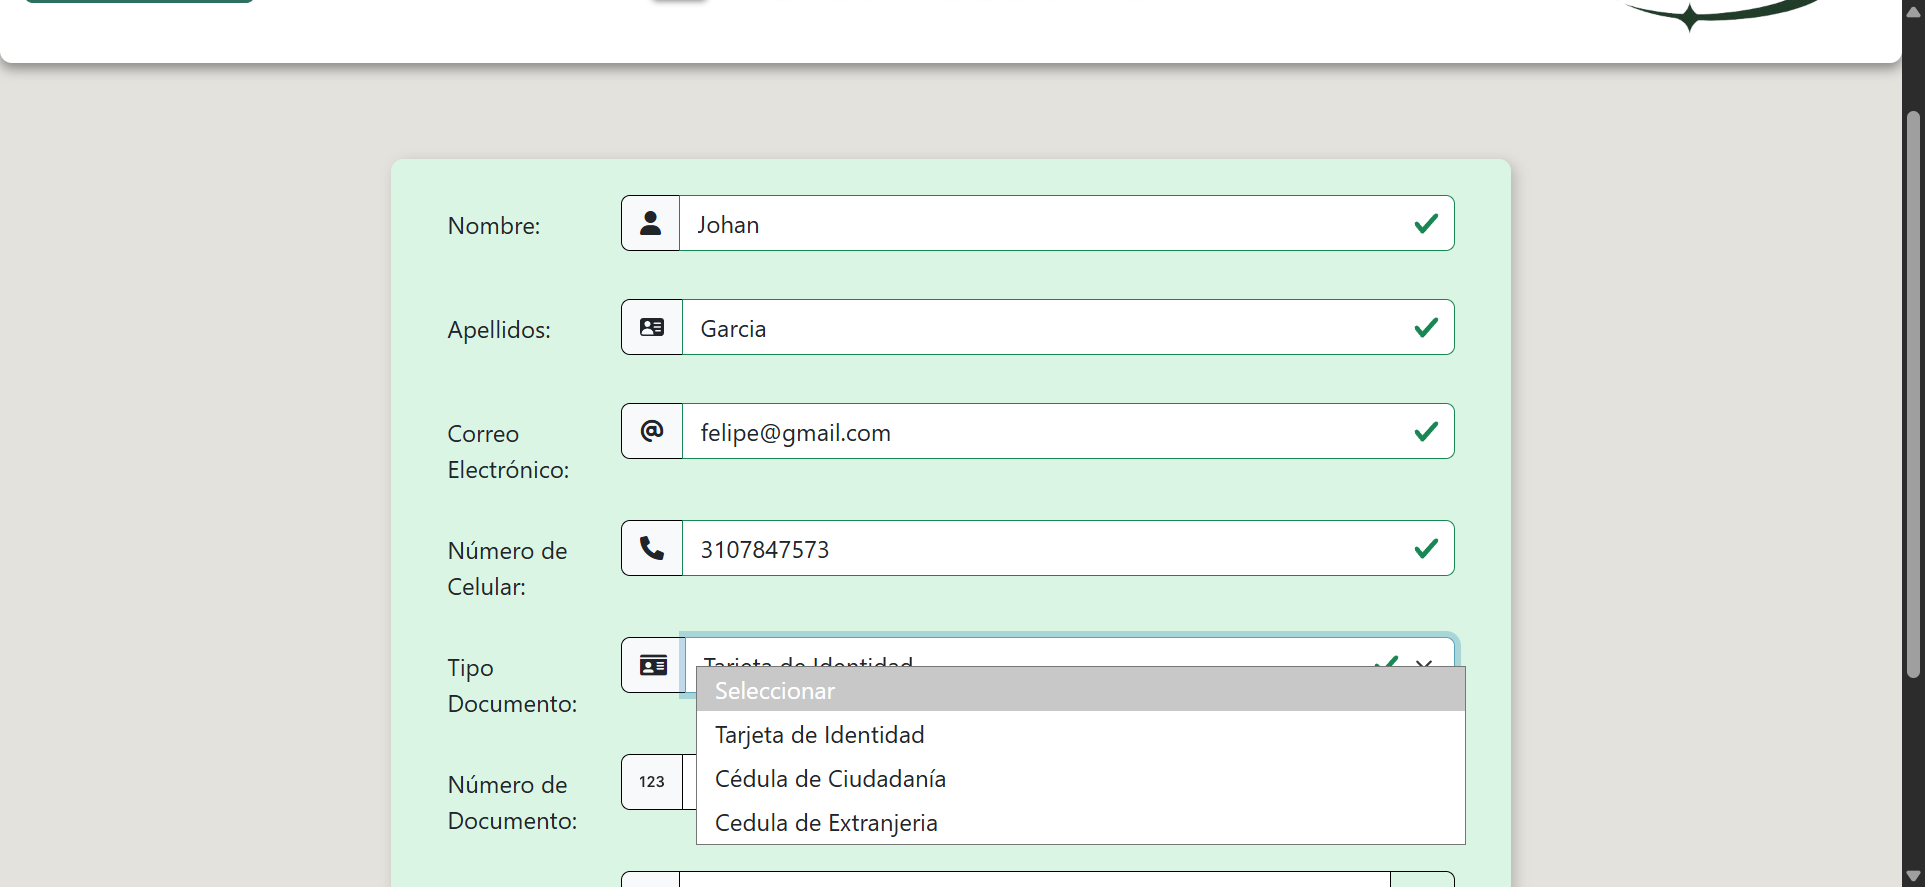 Nombre:
Johan
Apellidos:
Garcia
Correo
Electrónico:
felipe@gmail.com
Número de
Celular:
3107847573
Tipo
Documento:
Tarjeta de Identidad
Seleccionar
Tarjeta de Identidad
Cédula de Ciudadanía
Cedula de Extranjeria
Número de
Documento:
123